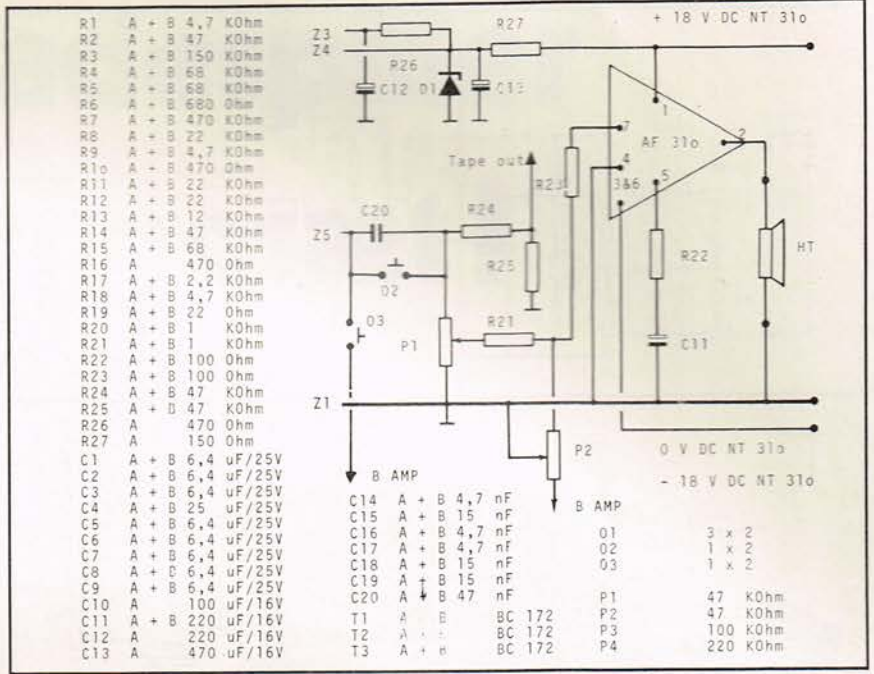 R1 A + B 4,7 KOhm
R2 A + B 47 KOhm
R3 A + B 150 KOhm
R4 A + B 68 KOhm
R5 A + B 68 KOhm
R6 A + B 680 Ohm
R7 A + B 470 KOhm
R8 A + B 22 KOhm
R9 A + B 4,7 KOhm
R1o A + B 470 Ohm
R11 A + B 22 KOhm
R12 A + B 22 KOhm
R13 A + B 12 KOhm
R14 A + B 47 KOhm
R15 A + B 68 KOhm
R16 A 470 Ohm
R17 A + B 2,2 KOhm
R18 A + B 4,7 KOhm
R19 A + B 22 Ohm
R20 A + B 1 KOhm
R21 A + B 1 KOhm
R22 A + B 100 Ohm
R23 A + B 100 Ohm
R24 A + B 47 KOhm
R25 A + B 47 KOhm
R26 A 470 Ohm
R27 A 150 Ohm
C1 A + B 6,4 uF/25V
C2 A + B 6,4 uF/25V
C3 A + B 6,4 uF/25V
C4 A + B 25 uF/25V
C5 A + B 6,4 uF/25V
C6 A + B 6,4 uF/25V
C7 A + B 6,4 uF/25V
C8 A + B 6,4 uF/25V
C9 A + B 6,4 uF/25V
C10 A 100 uF/16V
C11 A + B 220 uF/16V
C12 A 220 uF/16V
C13 A 470 uF/16V
Z3
Z4
R26
R27
+ 18 V DC NT 31o
C12
D1
C13
1
7
AF 31o
2
4
3&6
5
Tape out
R23
C20
R24
Z5
R25
R22
HT
O2
O3
P1
R21
C11
Z1
P2
0 V DC NT 31o
- 18 V DC NT 31o
B AMP
B AMP
C14 A + B 4,7 nF
C15 A + B 15 nF
C16 A + B 4,7 nF
C17 A + B 4,7 nF
C18 A + B 15 nF
C19 A + B 15 nF
C20 A + B 47 nF
T1 A B BC 172
T2 A + B BC 172
T3 A + B BC 172
O1 3 x 2
O2 1 x 2
O3 1 x 2
P1 47 KOhm
P2 47 KOhm
P3 100 KOhm
P4 220 KOhm